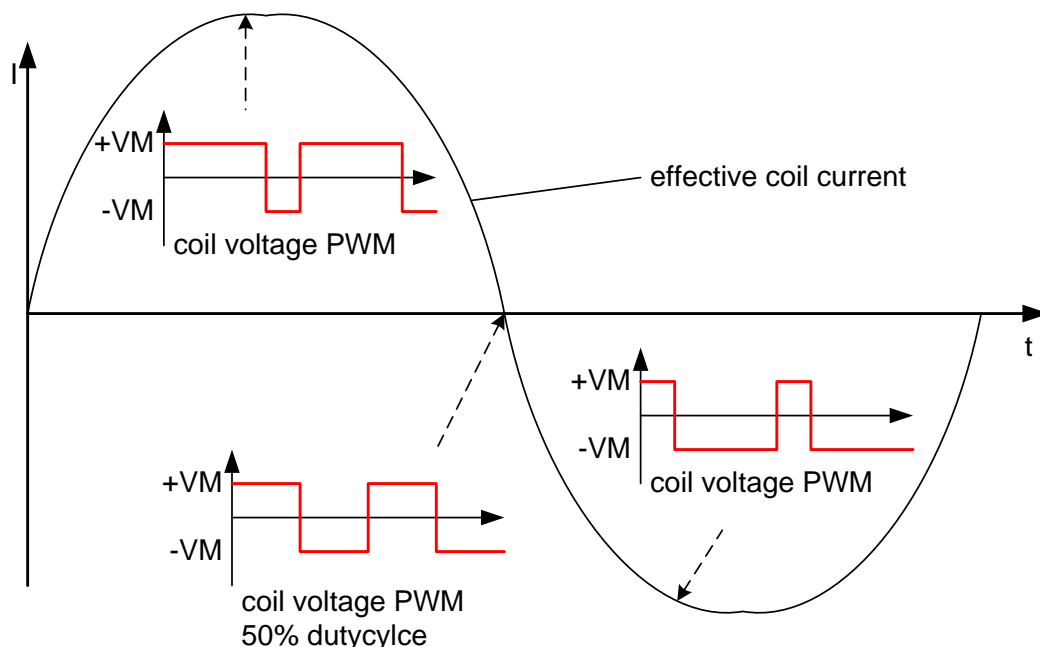 I
+VM
-VM
coil voltage PWM
effective coil current
t
+VM
-VM
coil voltage PWM
+VM
-VM
coil voltage PWM
50% dutycylce